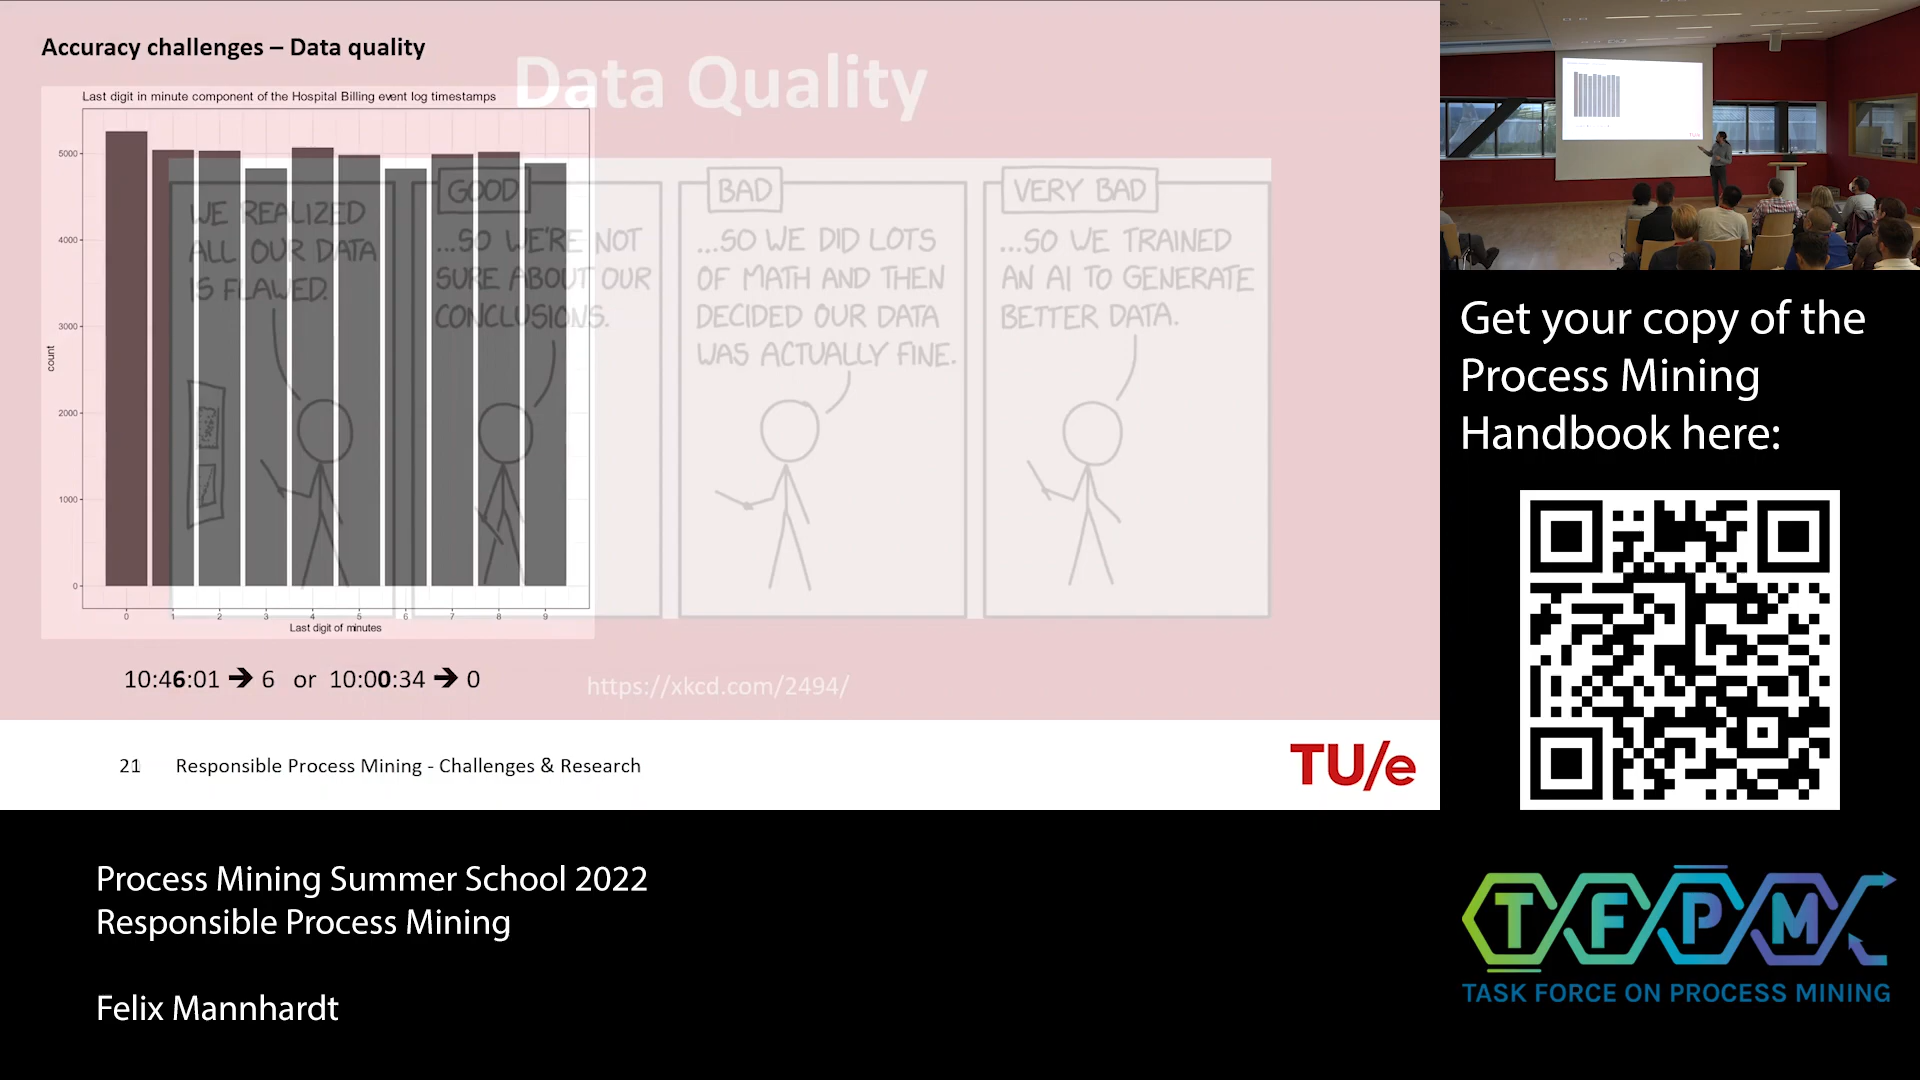 Accuracy challenges – Data quality
Data Quality
Last digit in minute component of the Hospital Billing event log timestamps
5000
4000
3000
2000
1000
0
count
0 1 2 3 4 5 6 7 8 9
Last digit of minutes
WE REALIZED
ALL OUR DATA
IS FLAWED.
GOOD
...SO WE'RE NOT
SURE ABOUT OUR
CONCLUSIONS.
BAD
...SO WE DID LOTS
OF MATH AND THEN
DECIDED OUR DATA
WAS ACTUALLY FINE.
VERY BAD
...SO WE TRAINED
AN AI TO GENERATE
BETTER DATA.
10:46:01 ➔ 6 or 10:00:34 ➔ 0
https://xkcd.com/2494/
21 Responsible Process Mining - Challenges & Research
TU/e
Get your copy of the
Process Mining
Handbook here:
Process Mining Summer School 2022
Responsible Process Mining
Felix Mannhardt
TFPM
TASK FORCE ON PROCESS MINING